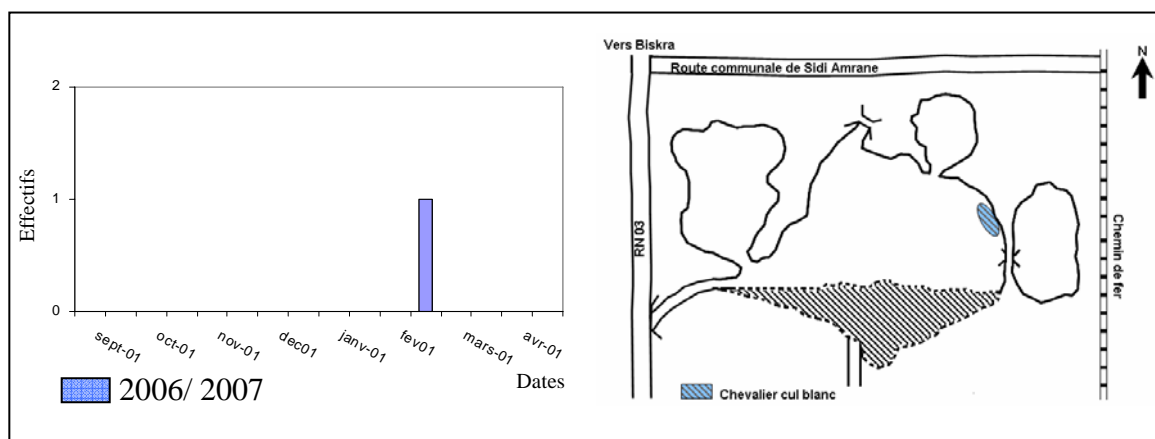 2
1
0
Effectifs
sept-01
oct-01
nov-01
dec01
janv-01
fev01
mars-01
avr-01
Dates
2006/ 2007
Vers Biskra
Route communale de Sidi Amrane
N
RN 03
Chemin de fer
Chevalier cul blanc